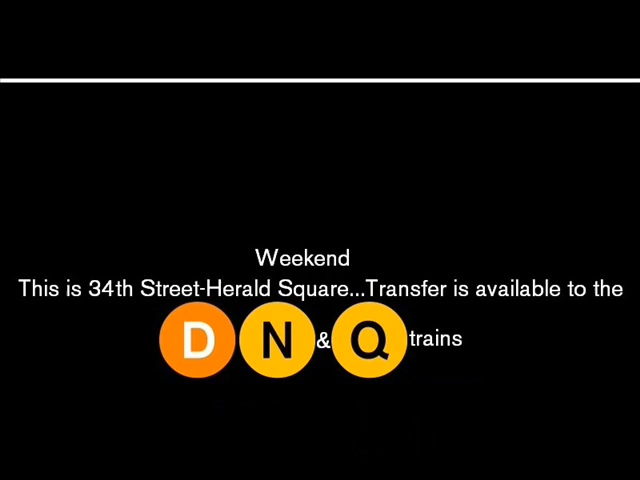 Weekend
This is 34th Street-Herald Square...Transfer is available to the
D N & Q trains